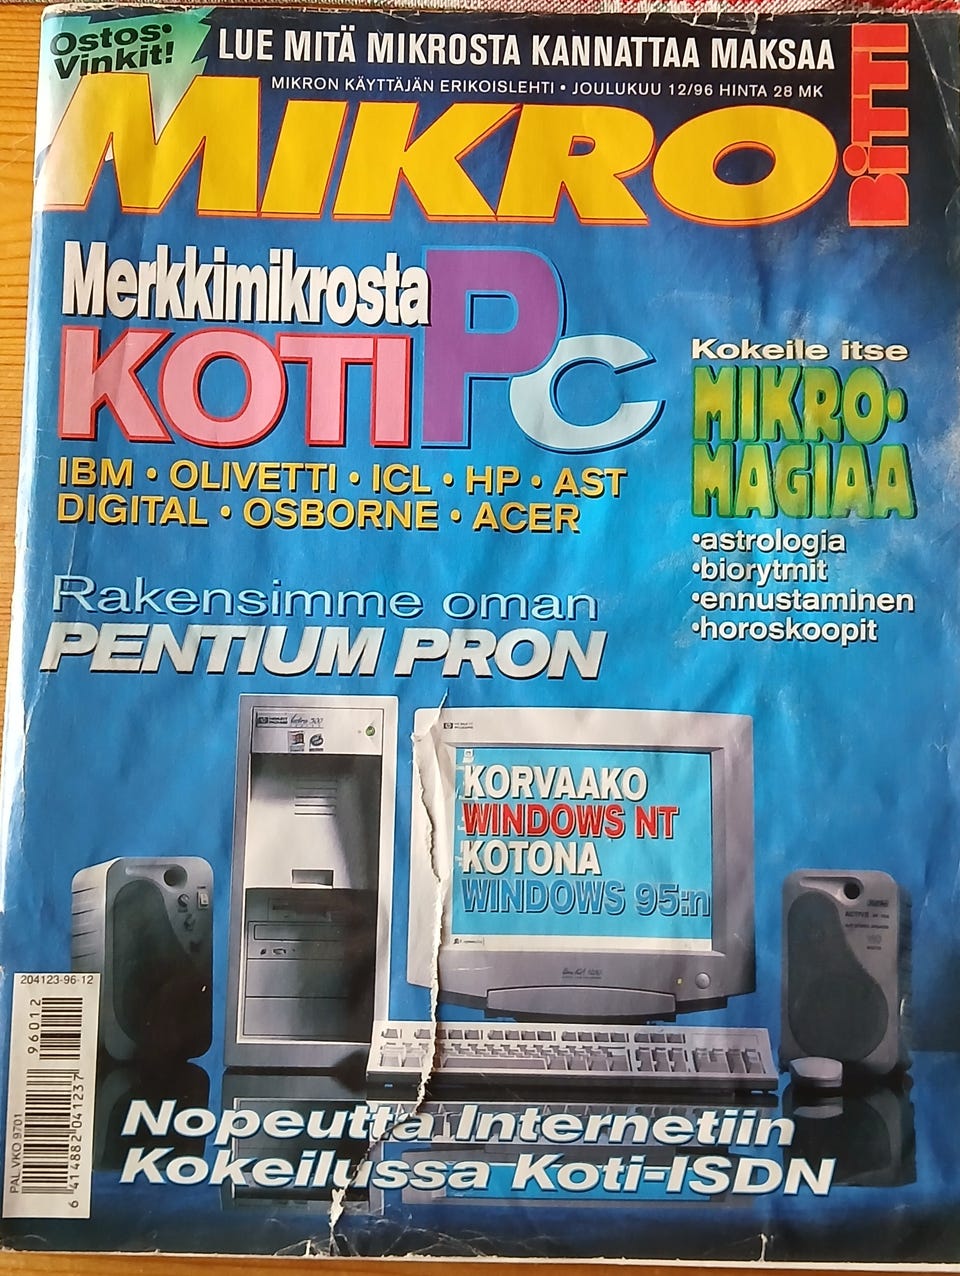 Ostos-
Vinkit!
LUE MITÄ MIKROSTA KANNATTAA MAKSAA
MIKRON KÄYTTÄJÄN ERIKOISLEHTI • JOULUKUU 12/96 HINTA 28 MK
MIKRO
BiTTi
Merkkimikrosta
KOTI PC
IBM • OLIVETTI • ICL • HP • AST
DIGITAL • OSBORNE • ACER
Kokeile itse
MIKRO-
MAGIAA
•astrologia
•biorytmit
•ennustaminen
•horoskoopit
Rakensimme oman
PENTIUM PRON
KORVAAKO
WINDOWS NT
KOTONA
WINDOWS 95:n
ACTIVE
204123-96-12
96012
6 414882 041237
PAL.VKO 9701
Nopeutta Internetiin
Kokeilussa Koti-ISDN